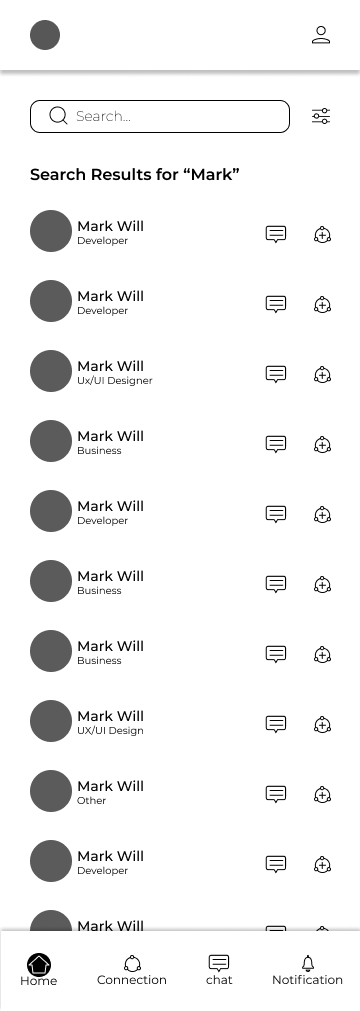 Search...
Search Results for “Mark”
Mark Will
Developer
Mark Will
Developer
Mark Will
Ux/UI Designer
Mark Will
Business
Mark Will
Developer
Mark Will
Business
Mark Will
Business
Mark Will
UX/UI Design
Mark Will
Other
Mark Will
Developer
Mark Will
Home Connection chat Notification